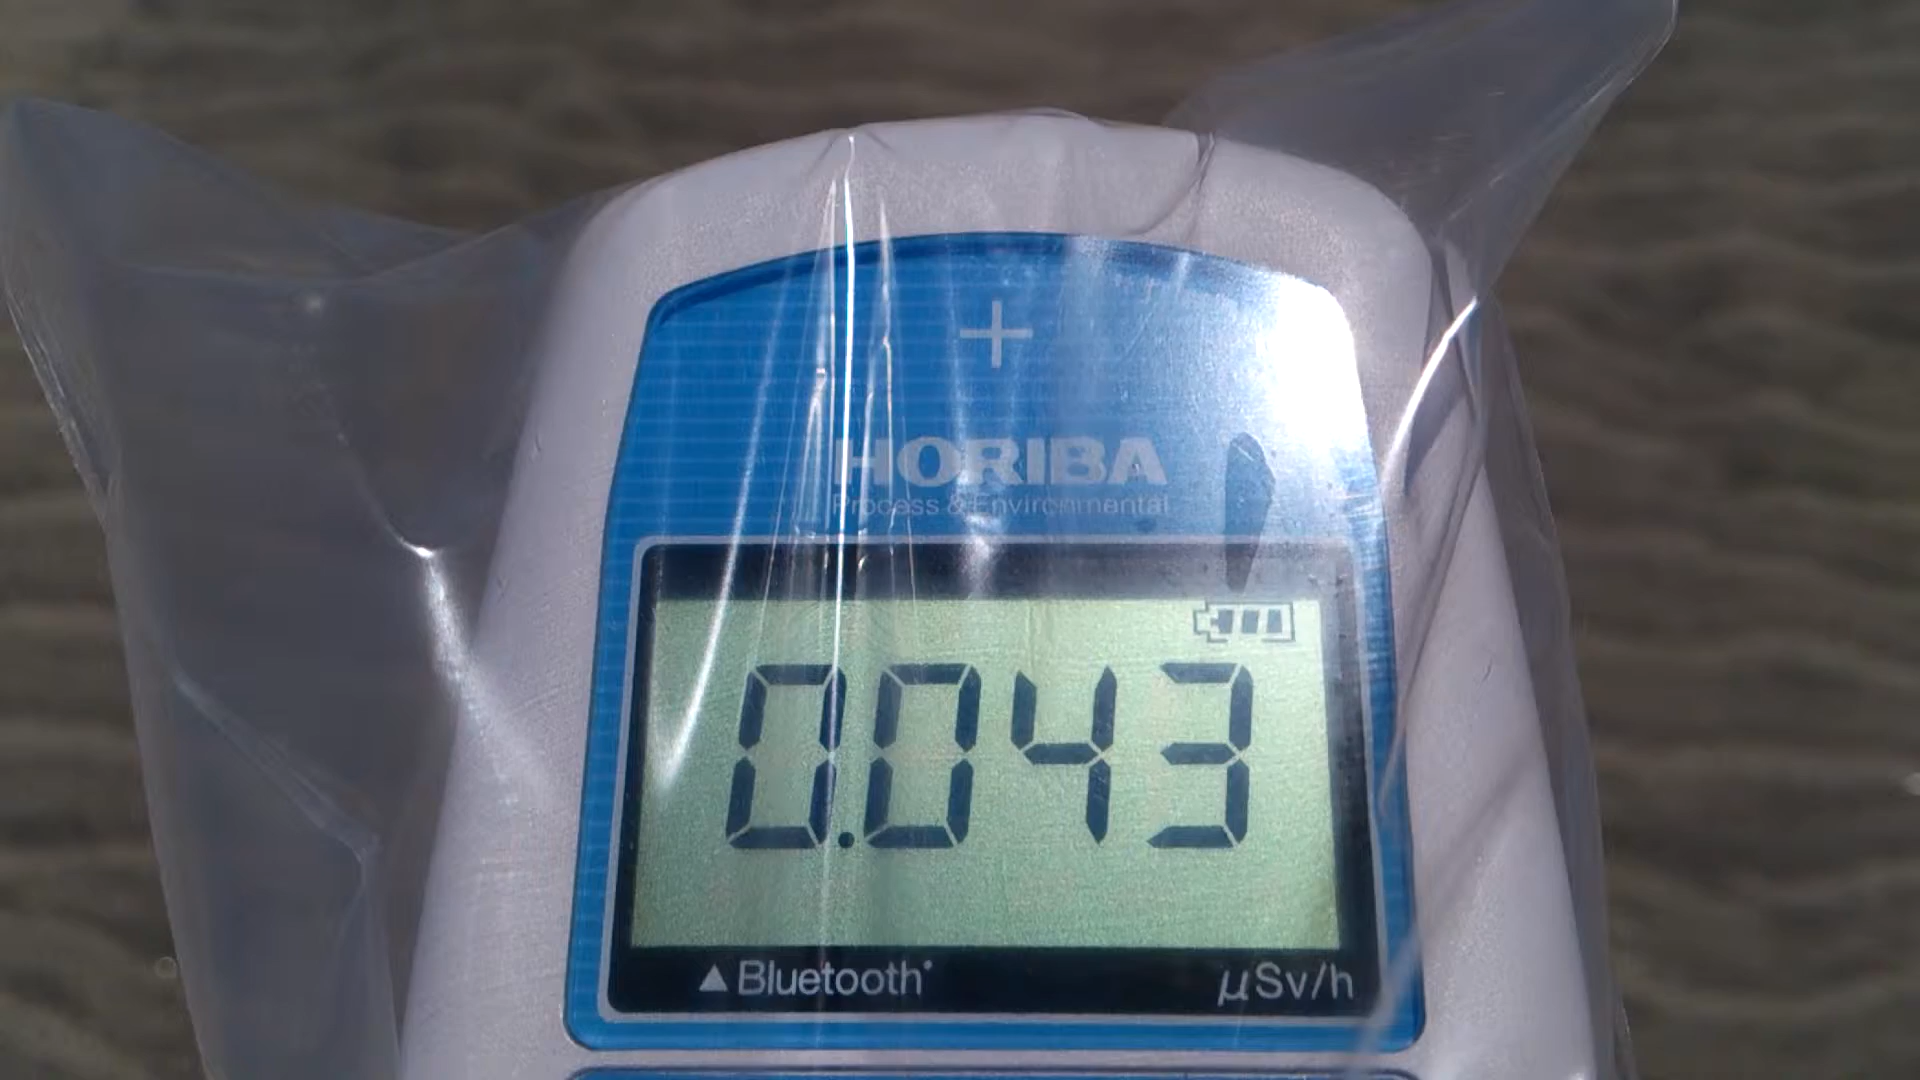 HORIBA
Process & Environmental
0.043
▲Bluetooth®
μSv/h